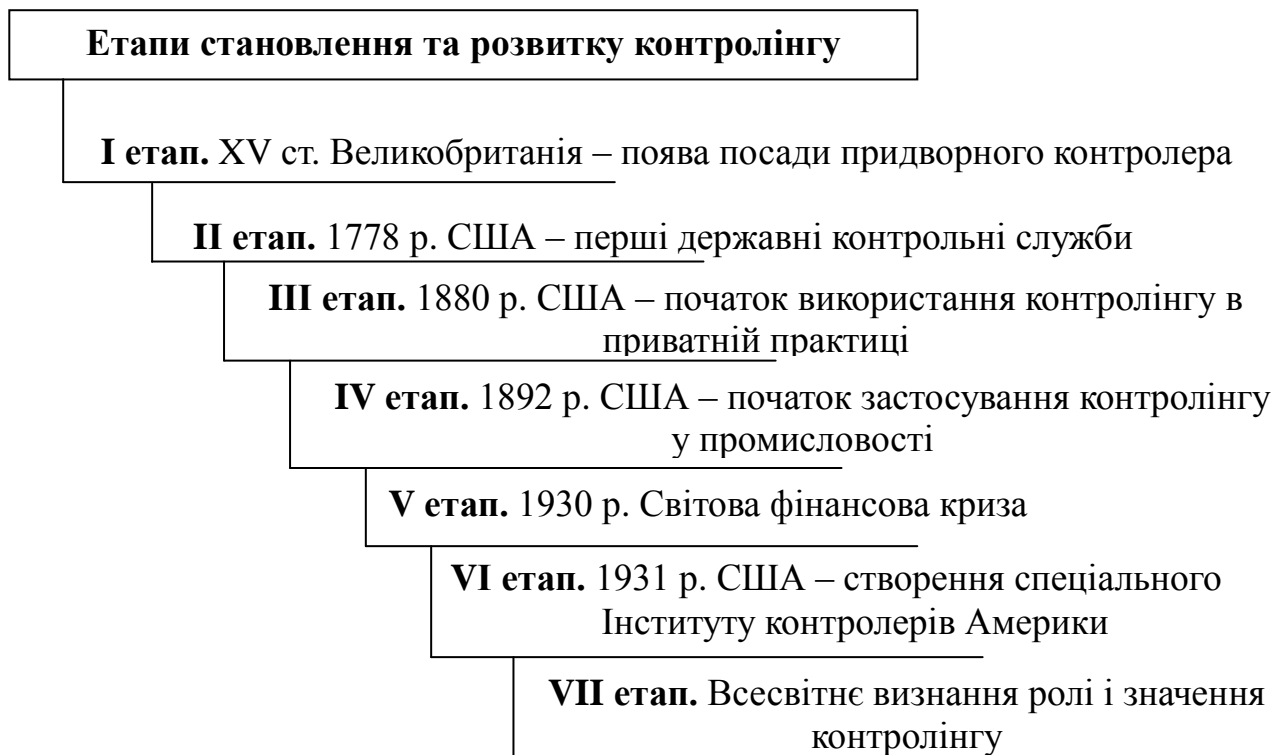 Етапи становлення та розвитку контролінгу
I етап. XV ст. Великобританія – поява посади придворного контролера
II етап. 1778 р. США – перші державні контрольні служби
III етап. 1880 р. США – початок використання контролінгу в
приватній практиці
IV етап. 1892 р. США – початок застосування контролінгу
у промисловості
V етап. 1930 р. Світова фінансова криза
VI етап. 1931 р. США – створення спеціального
Інституту контролерів Америки
VII етап. Всесвітнє визнання ролі і значення
контролінгу